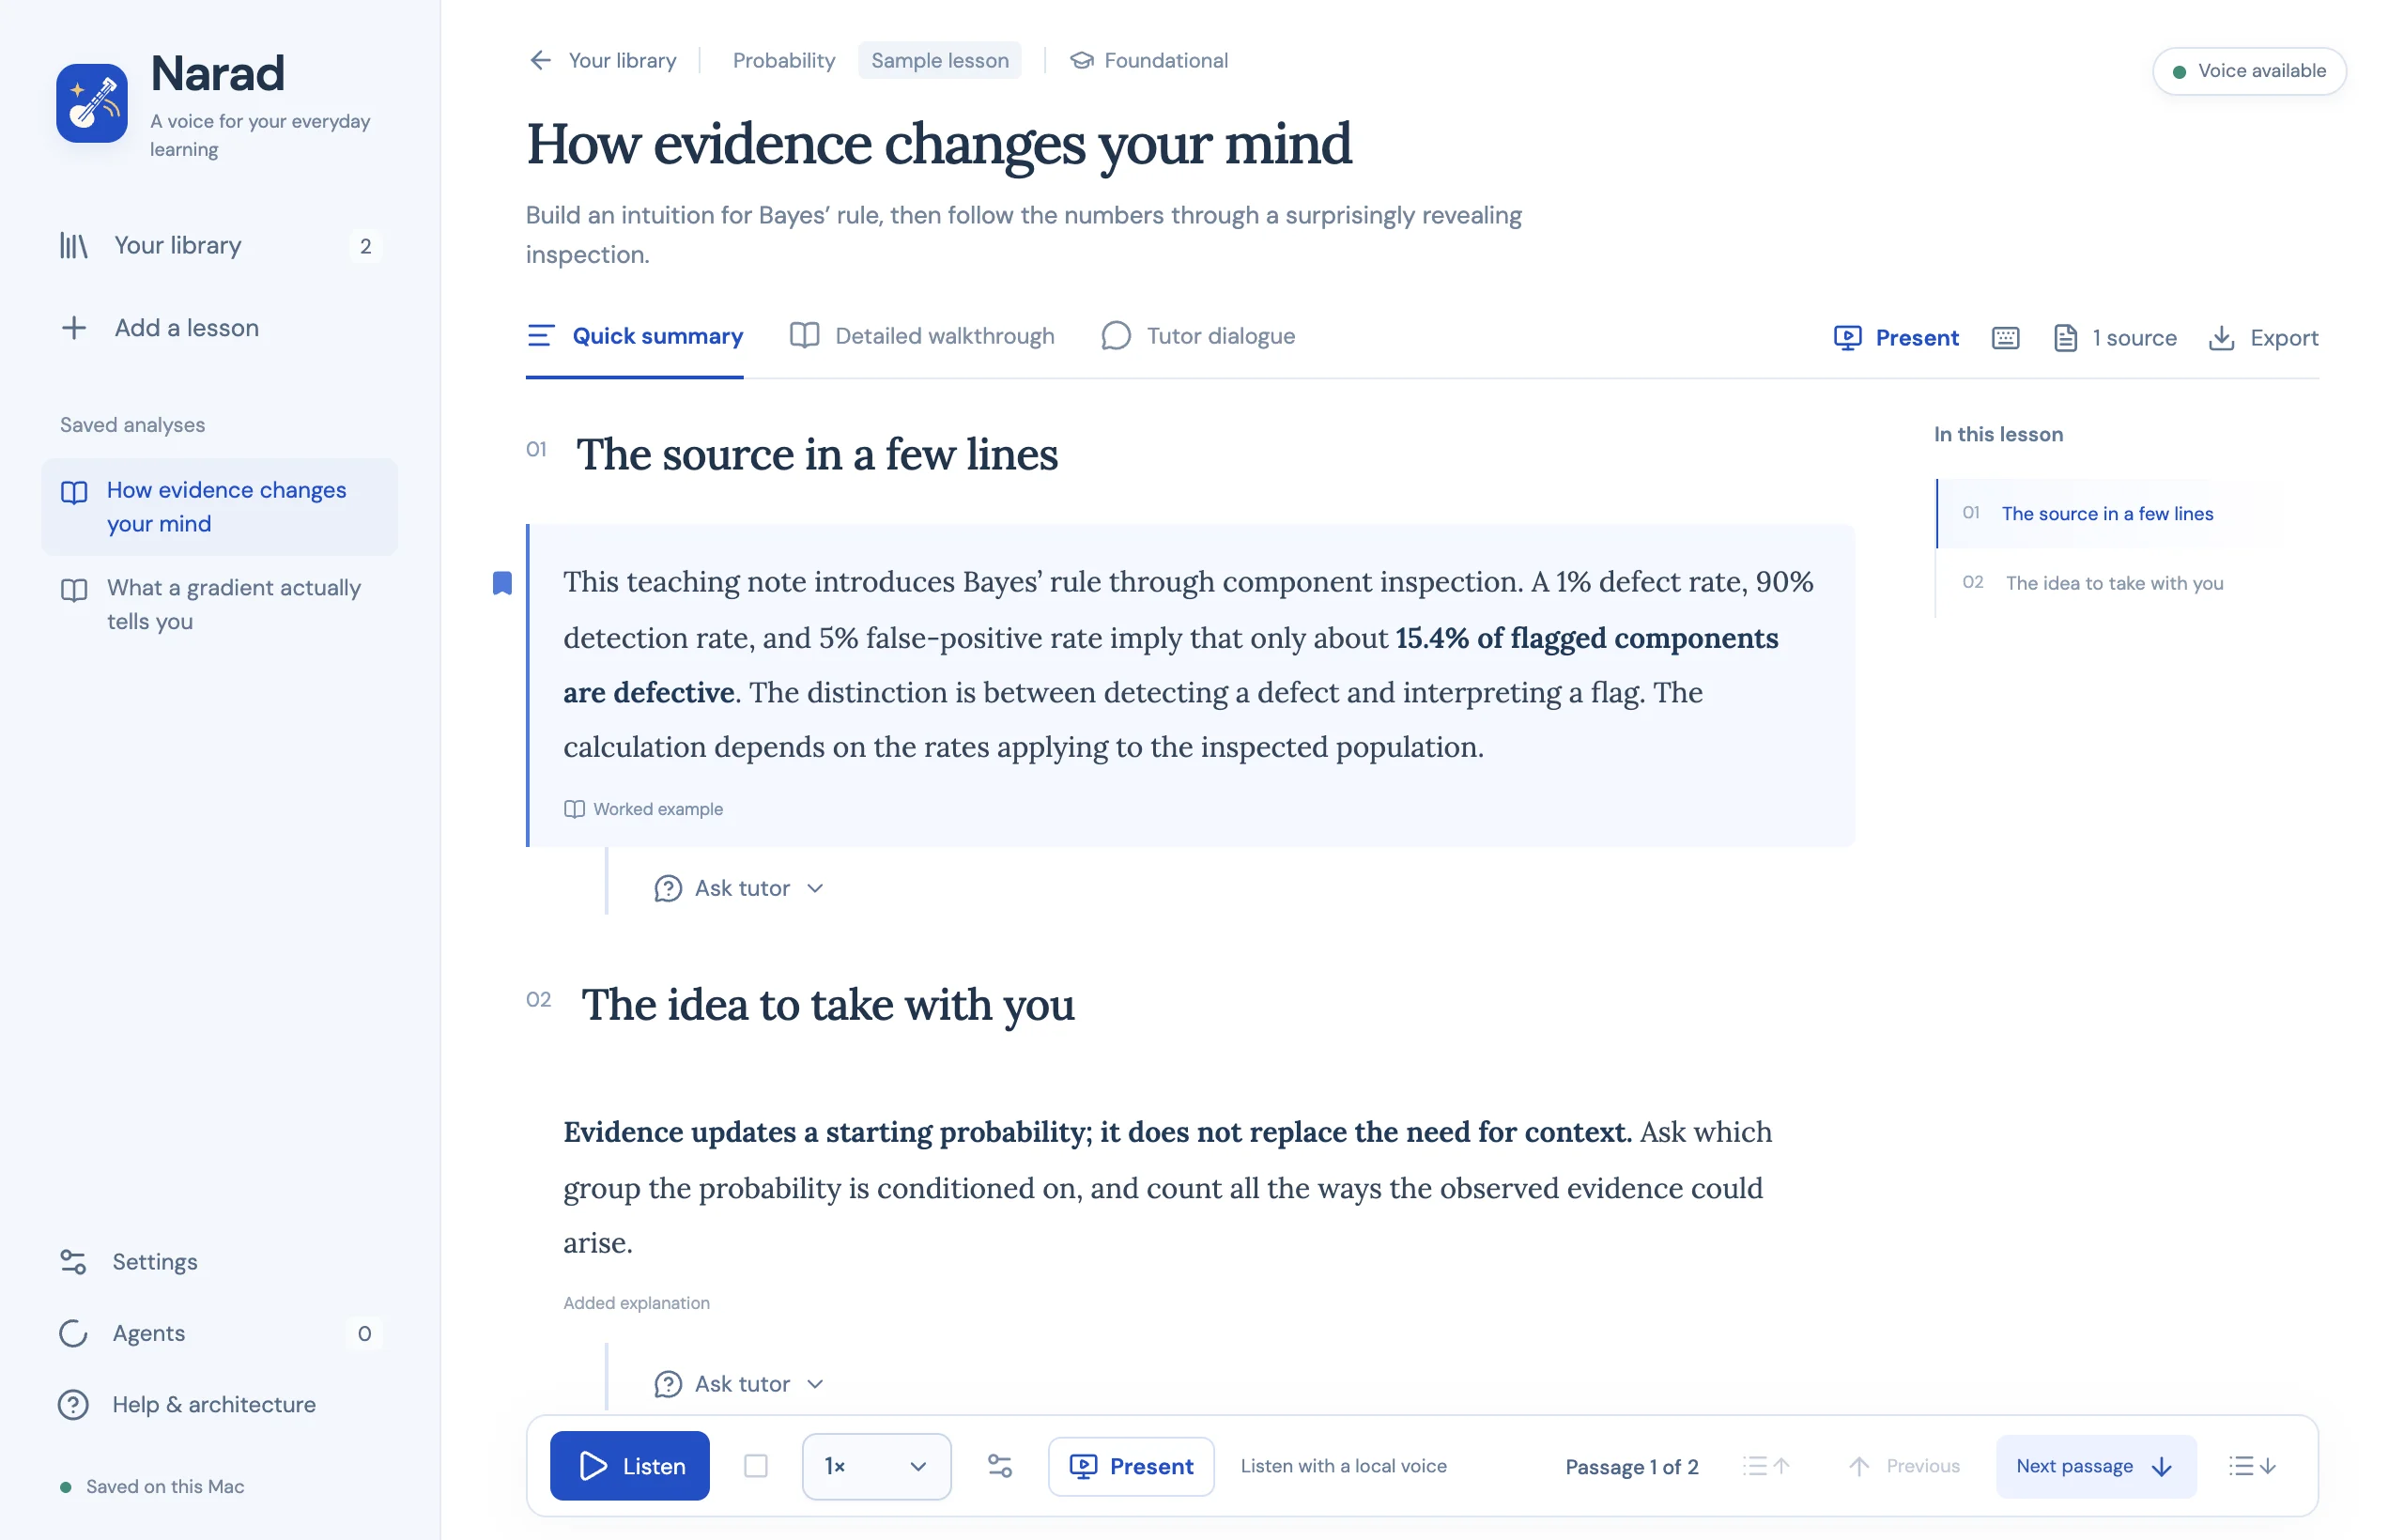 Narad
A voice for your everyday
learning
Your library 2
Add a lesson
Saved analyses
How evidence changes
your mind
What a gradient actually
tells you
Settings
Agents 0
Help & architecture
Saved on this Mac
Your library Probability Sample lesson Foundational
Voice available
How evidence changes your mind
Build an intuition for Bayes’ rule, then follow the numbers through a surprisingly revealing
inspection.
Quick summary Detailed walkthrough Tutor dialogue Present 1 source Export
01 The source in a few lines
This teaching note introduces Bayes’ rule through component inspection. A 1% defect rate, 90%
detection rate, and 5% false-positive rate imply that only about 15.4% of flagged components
are defective. The distinction is between detecting a defect and interpreting a flag. The
calculation depends on the rates applying to the inspected population.
Worked example
Ask tutor
02 The idea to take with you
Evidence updates a starting probability; it does not replace the need for context. Ask which
group the probability is conditioned on, and count all the ways the observed evidence could
arise.
Added explanation
Ask tutor
In this lesson
01 The source in a few lines
02 The idea to take with you
Listen 1× Present Listen with a local voice Passage 1 of 2 Previous Next passage